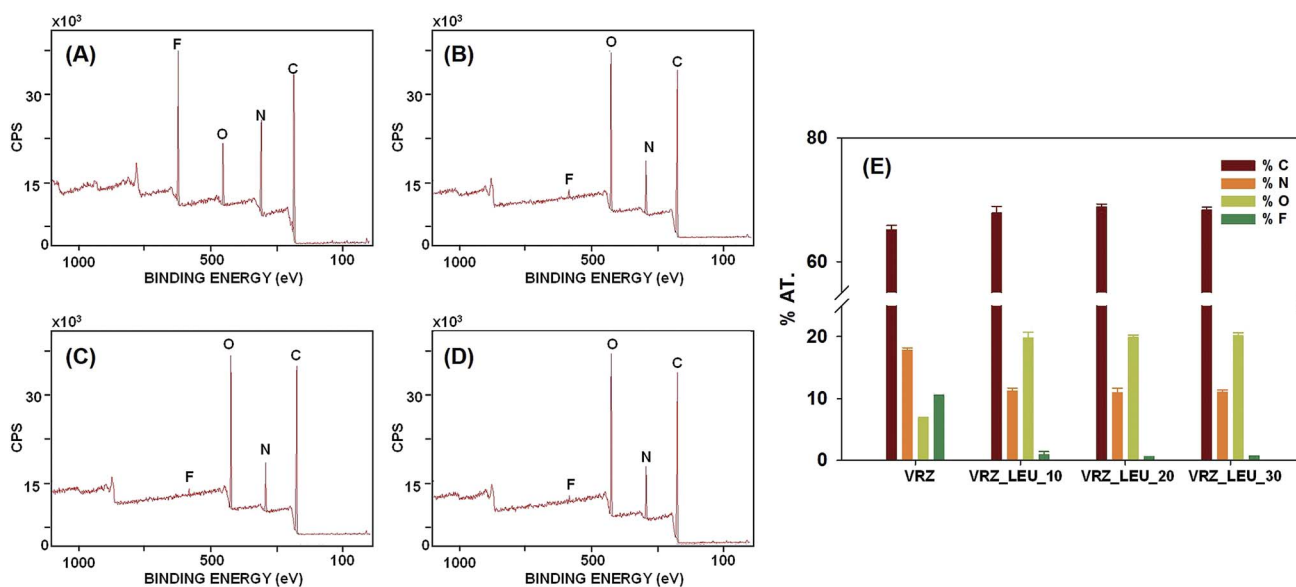 x10³
(A)
F
O
N
C
CPS
30
15
0
1000
500
100
BINDING ENERGY (eV)
x10³
(B)
O
C
N
F
CPS
30
15
0
1000
500
100
BINDING ENERGY (eV)
x10³
(C)
O
C
N
F
CPS
30
15
0
1000
500
100
BINDING ENERGY (eV)
x10³
(D)
O
C
N
F
CPS
30
15
0
1000
500
100
BINDING ENERGY (eV)
(E)
% C
% N
% O
% F
% AT.
80
60
20
10
0
VRZ
VRZ_LEU_10
VRZ_LEU_20
VRZ_LEU_30